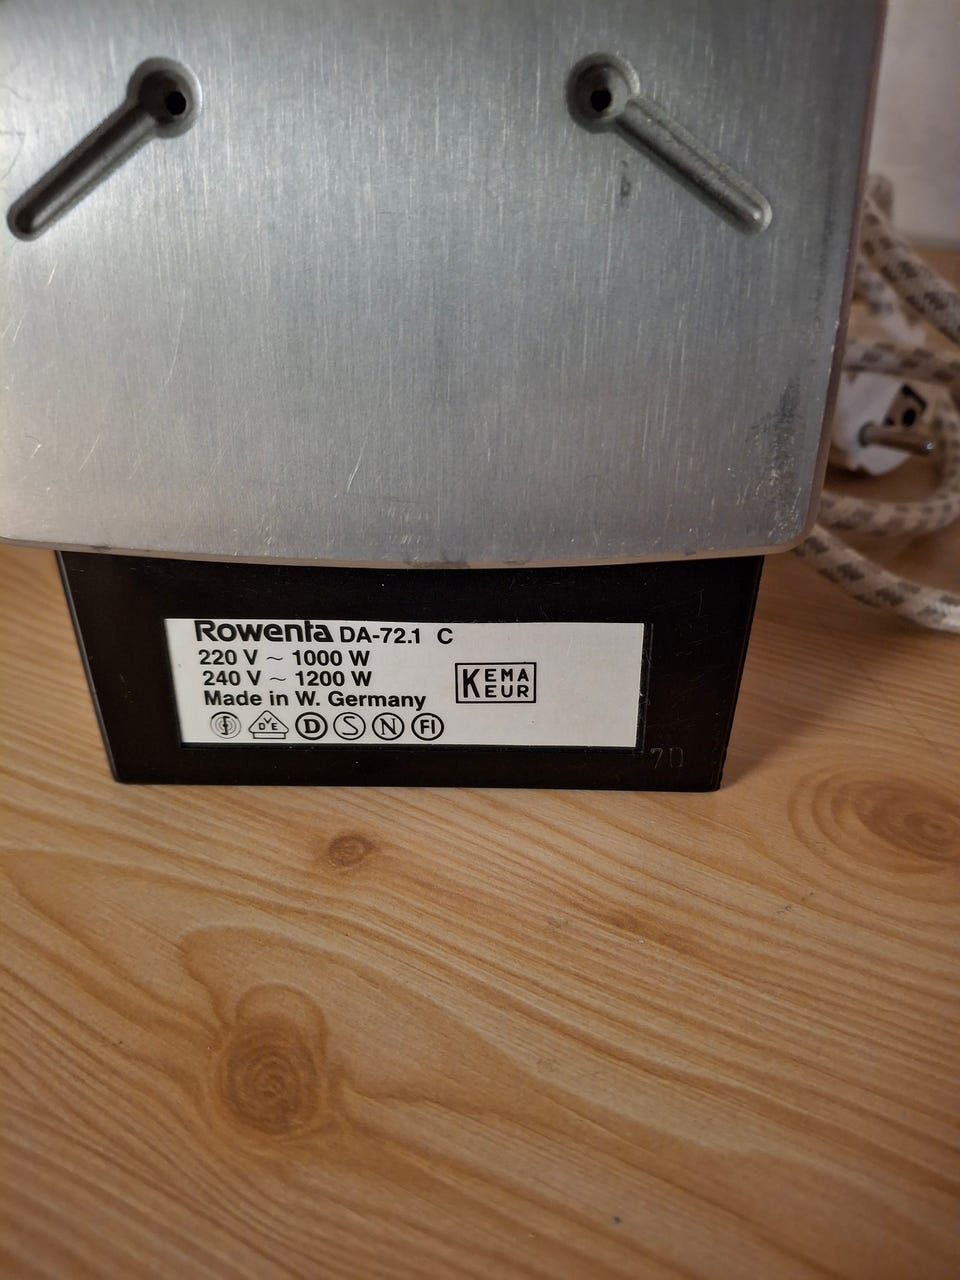 Rowenta DA-72.1 C
220 V ~ 1000 W
240 V ~ 1200 W
Made in W. Germany
KEMA
EUR
D V E D S N FI
70